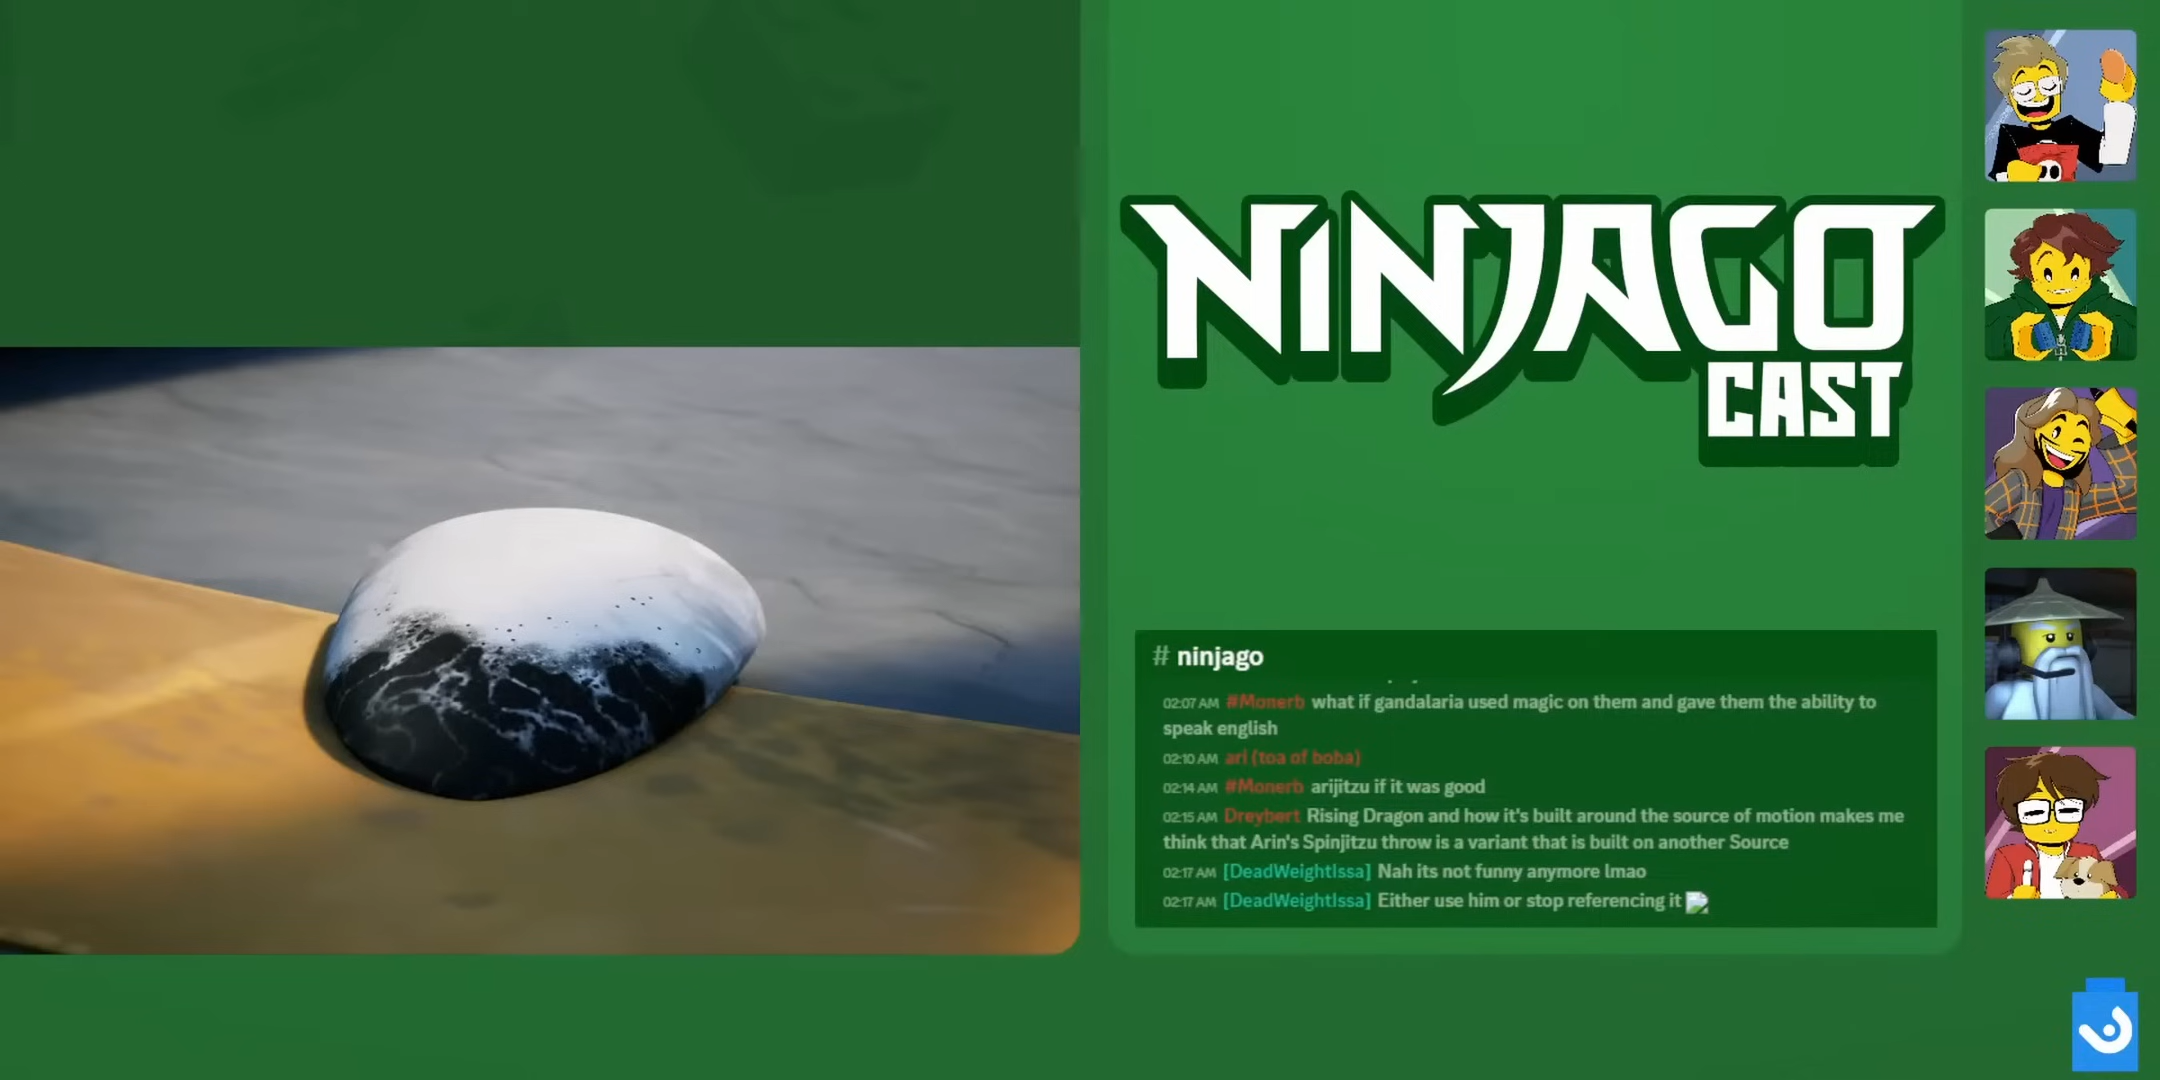 NINJAGO
CAST
# ninjago
02:07 AM #Monerb what if gandalaria used magic on them and gave them the ability to
speak english
02:10 AM ari (toa of boba)
02:14 AM #Monerb arijitzu if it was good
02:15 AM Dreybert Rising Dragon and how it's built around the source of motion makes me
think that Arin's Spinjitzu throw is a variant that is built on another Source
02:17 AM [DeadWeightIssa] Nah its not funny anymore lmao
02:17 AM [DeadWeightIssa] Either use him or stop referencing it